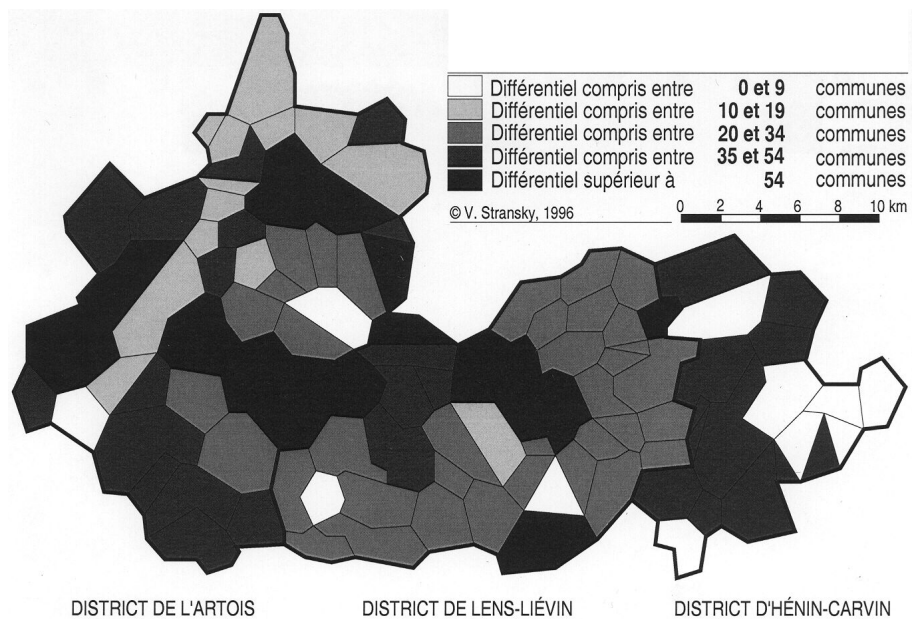 Différentiel compris entre 0 et 9 communes
Différentiel compris entre 10 et 19 communes
Différentiel compris entre 20 et 34 communes
Différentiel compris entre 35 et 54 communes
Différentiel supérieur à 54 communes
© V. Stransky, 1996
0 2 4 6 8 10 km
DISTRICT DE L'ARTOIS DISTRICT DE LENS-LIÉVIN DISTRICT D'HÉNIN-CARVIN